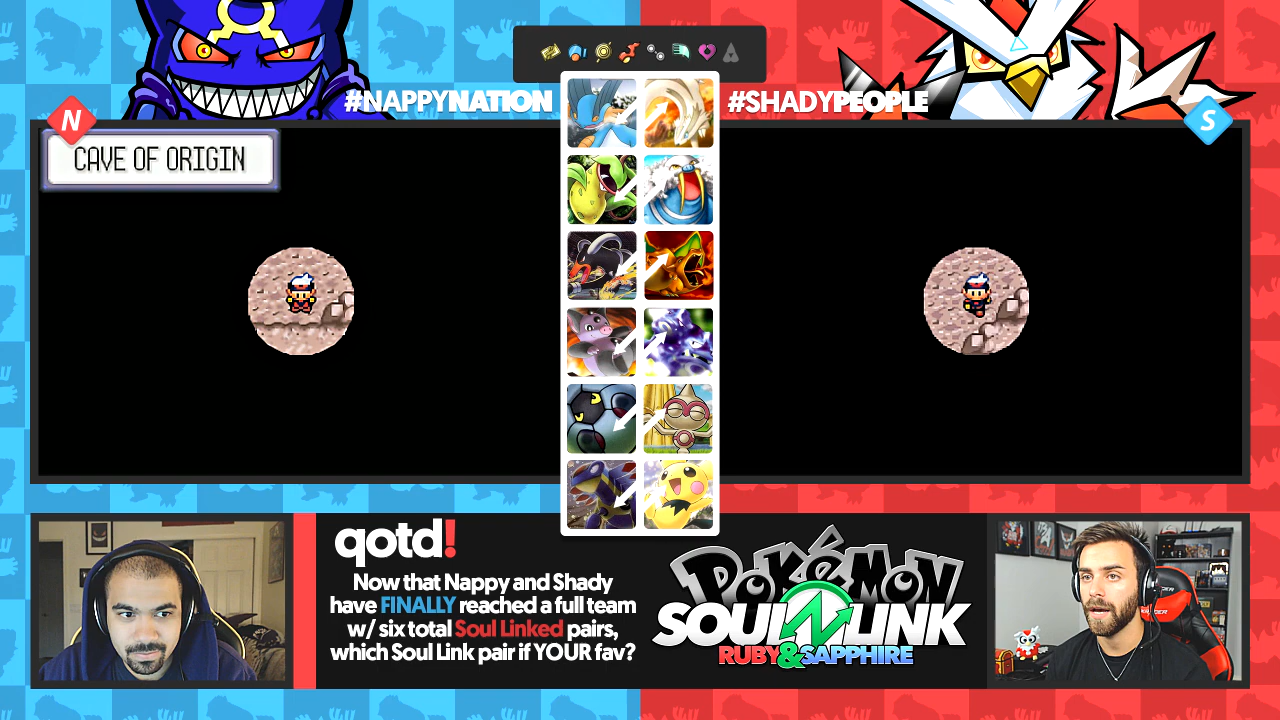 #NAPPYNATION
#SHADYPEOPLE
N
S
CAVE OF ORIGIN
qotd!
Now that Nappy and Shady
have FINALLY reached a full team
w/ six total Soul Linked pairs,
which Soul Link pair if YOUR fav?
POKÉMON
SOUL LINK
RUBY&SAPPHIRE